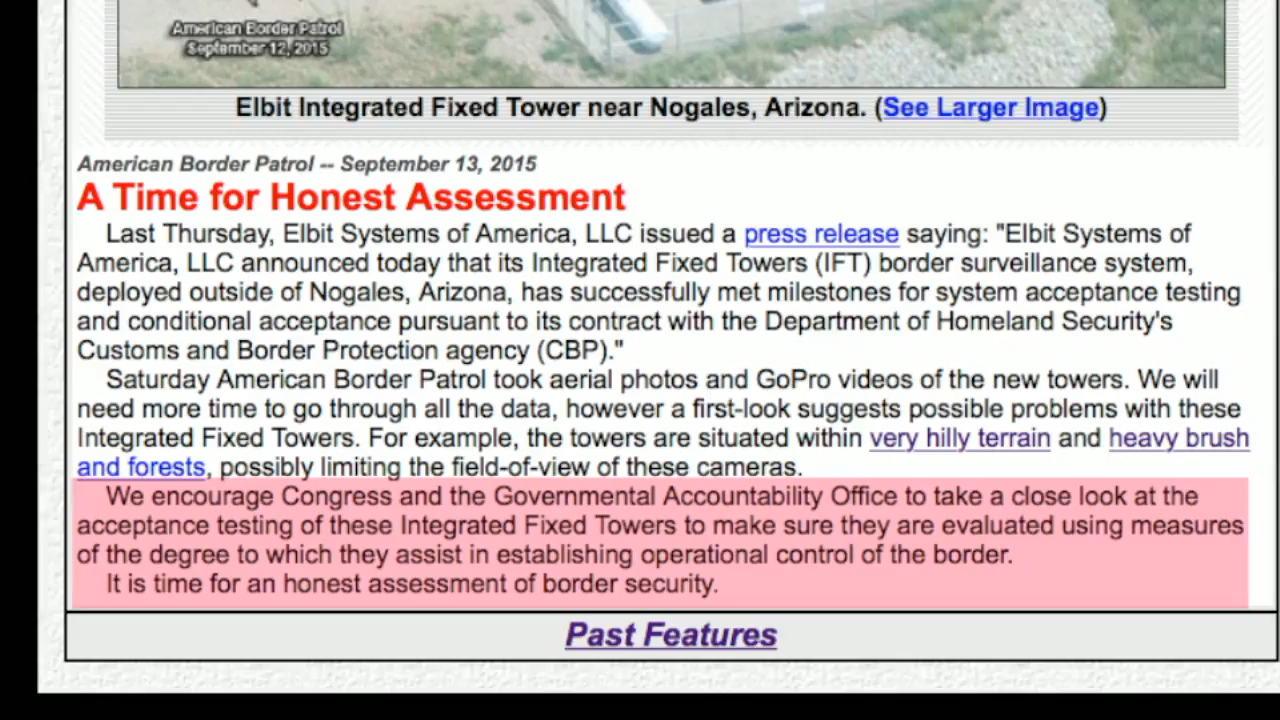 American Border Patrol
September 12, 2015
Elbit Integrated Fixed Tower near Nogales, Arizona. (See Larger Image)
American Border Patrol -- September 13, 2015
A Time for Honest Assessment
Last Thursday, Elbit Systems of America, LLC issued a press release saying: "Elbit Systems of
America, LLC announced today that its Integrated Fixed Towers (IFT) border surveillance system,
deployed outside of Nogales, Arizona, has successfully met milestones for system acceptance testing
and conditional acceptance pursuant to its contract with the Department of Homeland Security's
Customs and Border Protection agency (CBP)."
Saturday American Border Patrol took aerial photos and GoPro videos of the new towers. We will
need more time to go through all the data, however a first-look suggests possible problems with these
Integrated Fixed Towers. For example, the towers are situated within very hilly terrain and heavy brush
and forests, possibly limiting the field-of-view of these cameras.
We encourage Congress and the Governmental Accountability Office to take a close look at the
acceptance testing of these Integrated Fixed Towers to make sure they are evaluated using measures
of the degree to which they assist in establishing operational control of the border.
It is time for an honest assessment of border security.
Past Features